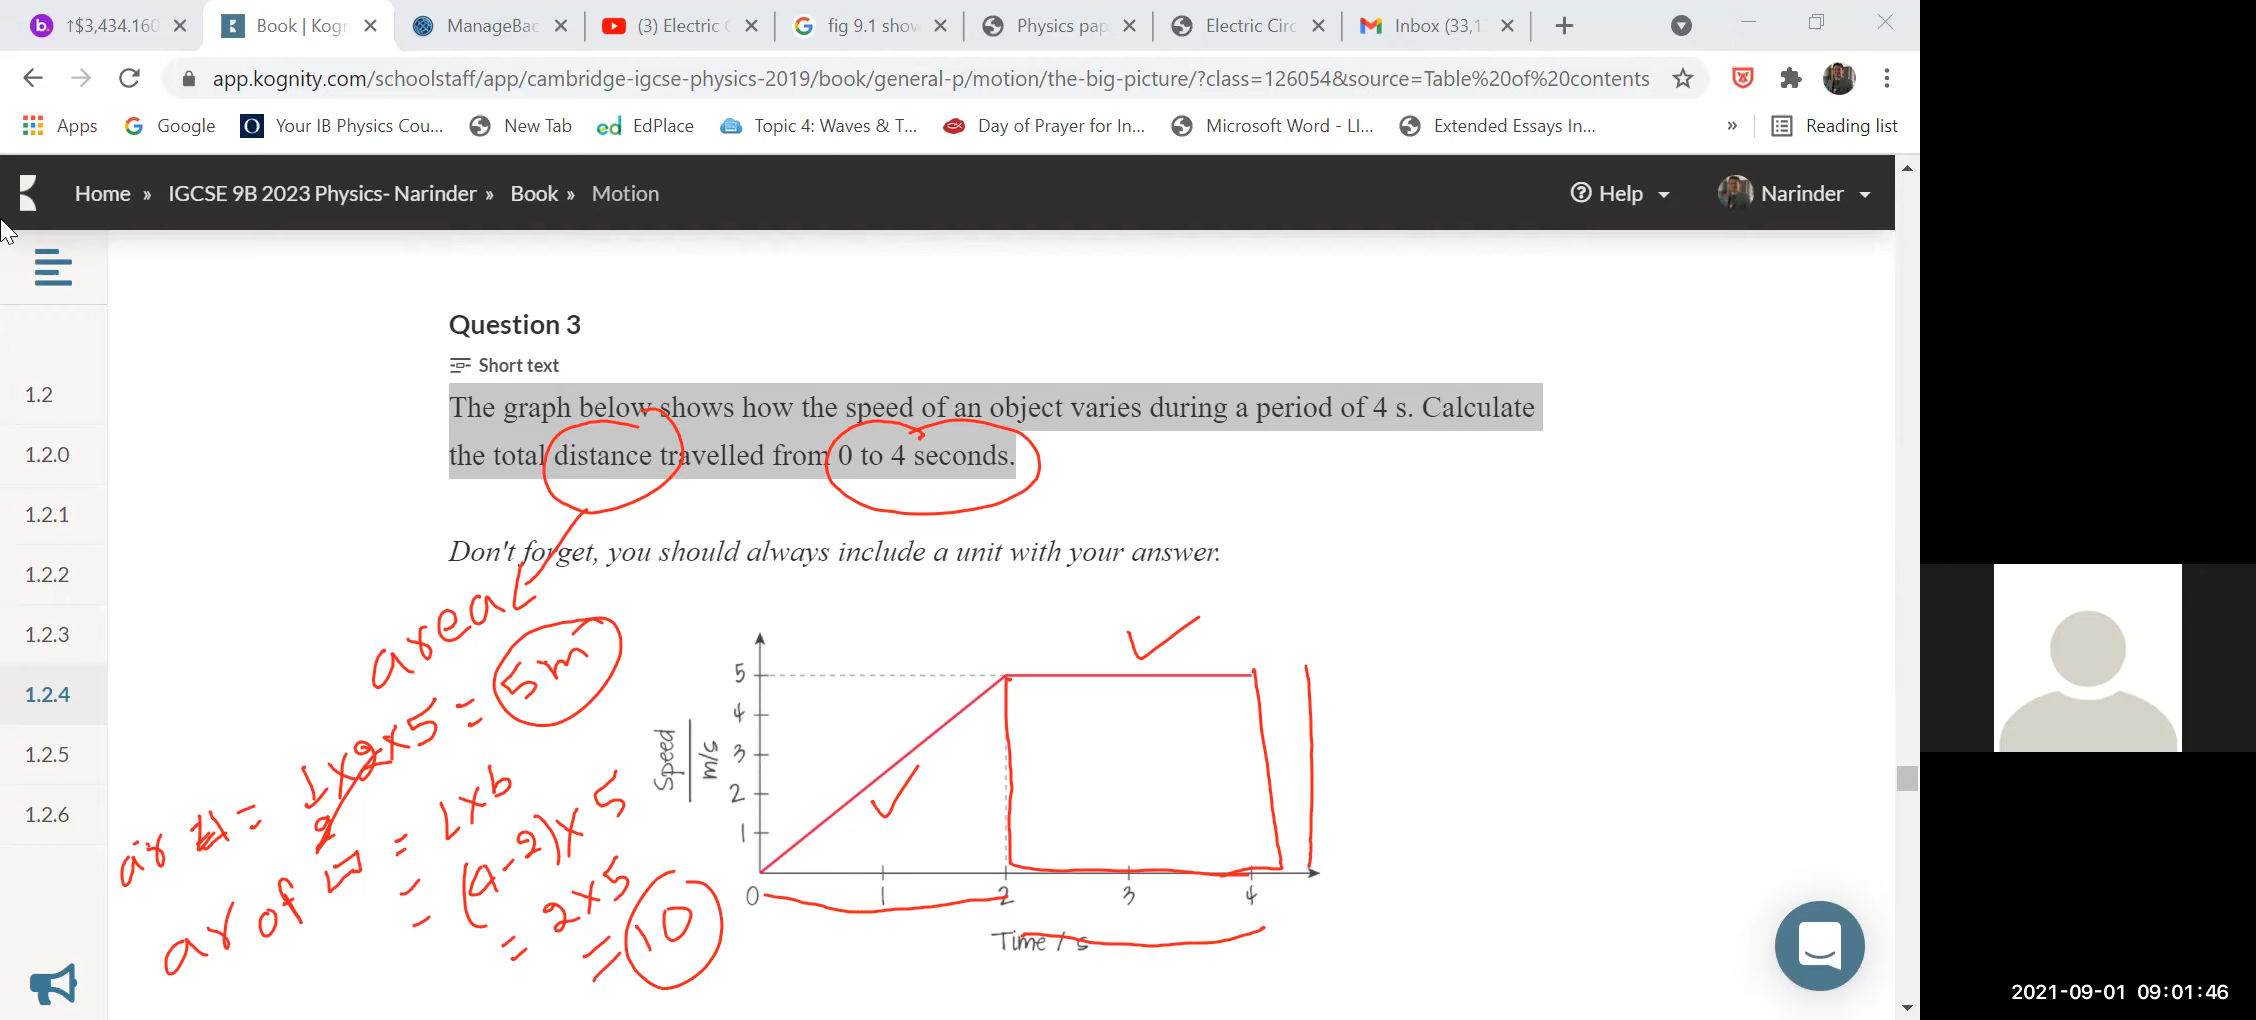 ↑$3,434.160
Book | Kogn
ManageBac
(3) Electric C
fig 9.1 show
Physics pap
Electric Circ
Inbox (33,1
app.kognity.com/schoolstaff/app/cambridge-igcse-physics-2019/book/general-p/motion/the-big-picture/?class=126054&source=Table%20of%20contents
Apps
Google
Your IB Physics Cou...
New Tab
EdPlace
Topic 4: Waves & T...
Day of Prayer for In...
Microsoft Word - LI...
Extended Essays In...
»
Reading list
Home » IGCSE 9B 2023 Physics- Narinder » Book » Motion
Help
Narinder
1.2
1.2.0
1.2.1
1.2.2
1.2.3
1.2.4
1.2.5
1.2.6
Question 3
Short text
The graph below shows how the speed of an object varies during a period of 4 s. Calculate
the total distance travelled from 0 to 4 seconds.
Don't forget, you should always include a unit with your answer.
area
ar = 1/2 × 2 × 5 = 5m
ar of = L × b
= (4-2) × 5
= 2 × 5
= 10
Speed
m/s
5
4
3
2
1
0 1 2 3 4
Time / s
2021-09-01 09:01:46